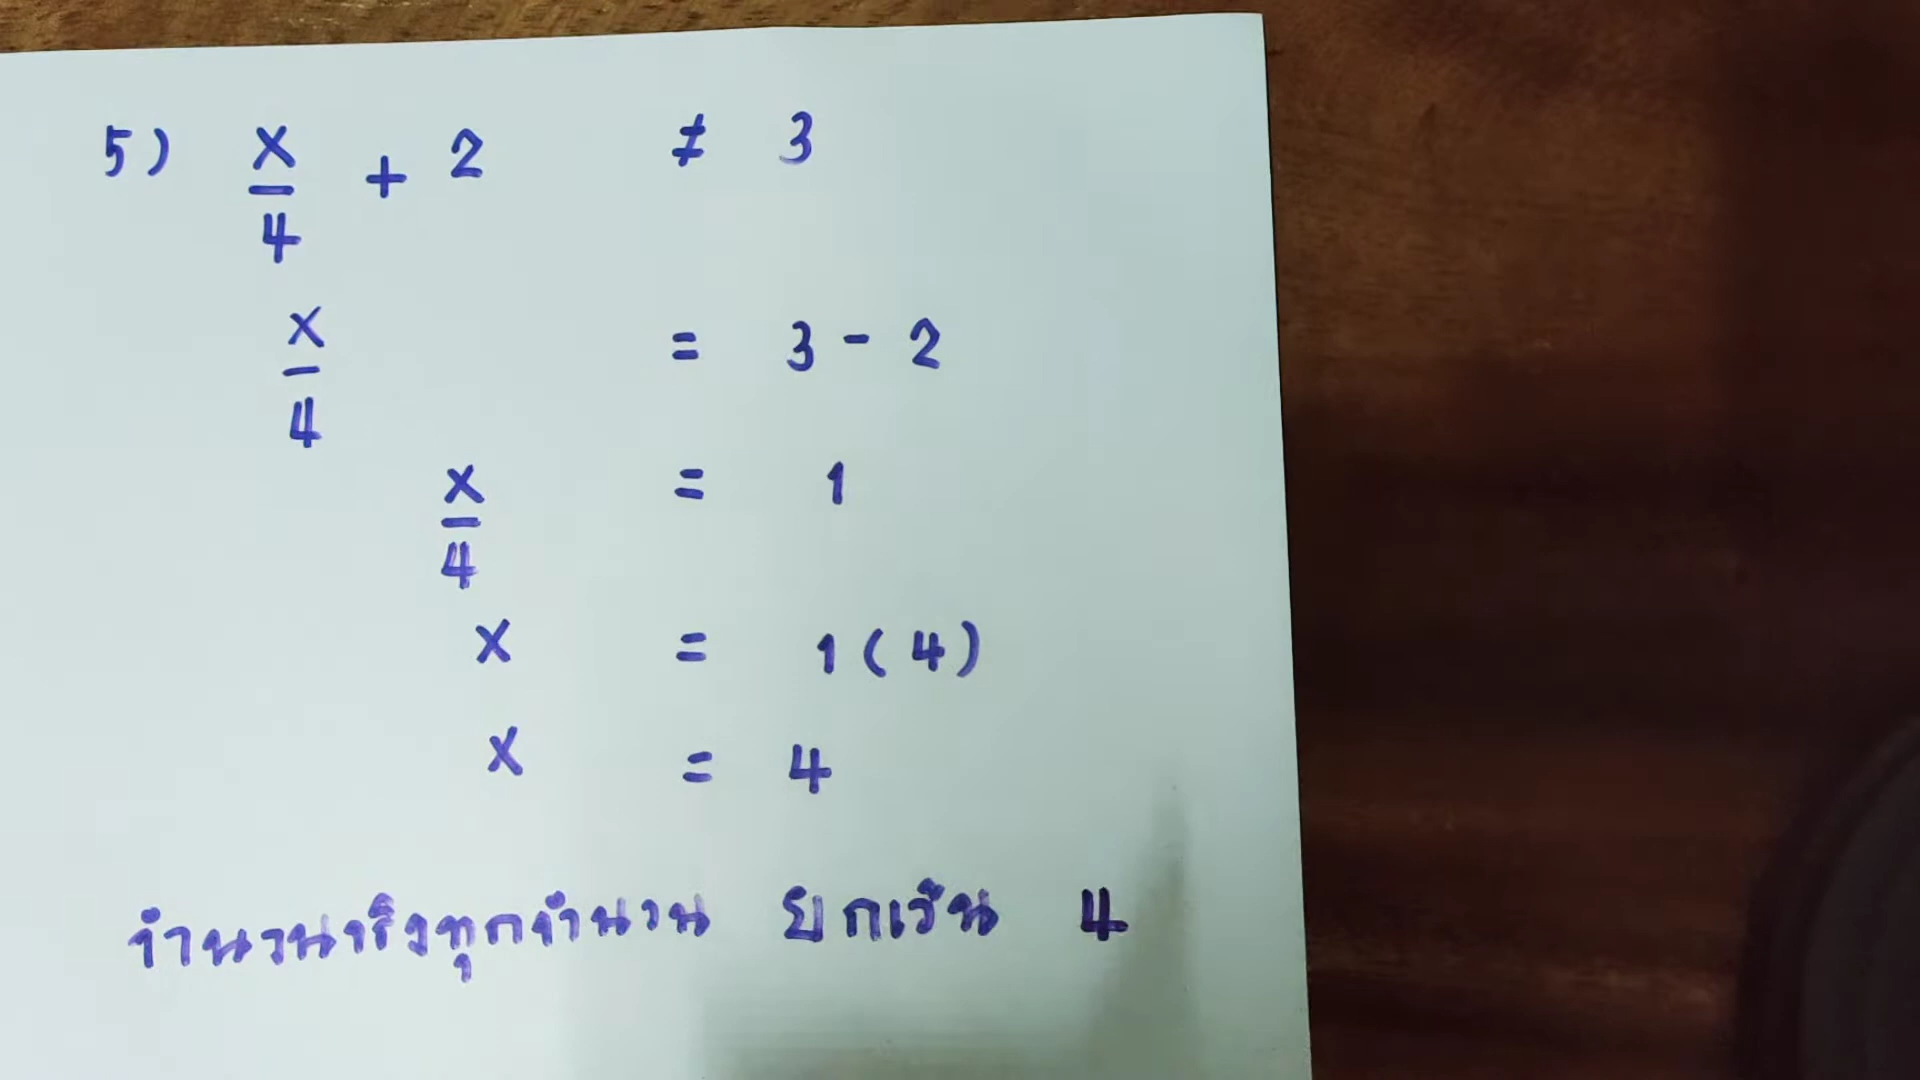 5) x/4 + 2 ≠ 3
x/4 = 3 - 2
x/4 = 1
x = 1(4)
x = 4
จำนวนจริงทุกจำนวน ยกเว้น 4